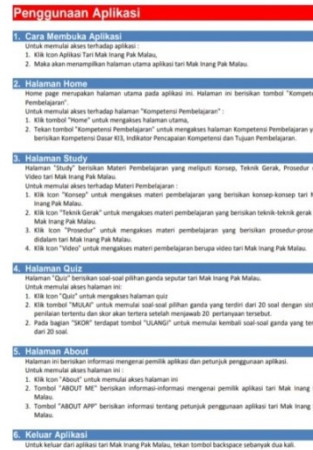 Penggunaan Aplikasi
1. Cara Membuka Aplikasi
Untuk memulai akses terhadap aplikasi :
1. Klik Icon Aplikasi Tari Mak Inang Pak Malau,
2. Maka akan menampilkan halaman utama aplikasi tari Mak Inang Pak Malau.
2. Halaman Home
Home page merupakan halaman utama pada aplikasi ini. Halaman ini berisikan tombol "Kompete
Pembelajaran".
Untuk memulai akses terhadap halaman "Kompetensi Pembelajaran" :
1. Klik tombol "Home" untuk mengakses halaman utama,
2. Tekan tombol "Kompetensi Pembelajaran" untuk mengakses halaman Kompetensi Pembelajaran y
berisikan Kompetensi Dasar KI3, Indikator Pencapaian Kompetensi dan Tujuan Pembelajaran.
3. Halaman Study
Halaman "Study" berisikan Materi Pembelajaran yang meliputi Konsep, Teknik Gerak, Prosedur
Video tari Mak Inang Pak Malau.
Untuk memulai akses terhadap Materi Pembelajaran :
1. Klik Icon "Konsep" untuk mengakses materi pembelajaran yang berisikan konsep-konsep tari M
Inang Pak Malau.
2. Klik Icon "Teknik Gerak" untuk mengakses materi pembelajaran yang berisikan teknik-teknik gerak
Mak Inang Pak Malau.
3. Klik Icon "Prosedur" untuk mengakses materi pembelajaran yang berisikan prosedur-prose
didalam tari Mak Inang Pak Malau.
4. Klik Icon "Video" untuk mengakses materi pembelajaran berupa video tari Mak Inang Pak Malau.
4. Halaman Quiz
Halaman "Quiz" berisikan soal-soal pilihan ganda seputar tari Mak Inang Pak Malau.
Untuk memulai akses halaman ini:
1. Klik Icon "Quiz" untuk mengakses halaman quiz
2. Klik tombol "MULAI" untuk memulai soal-soal pilihan ganda yang terdiri dari 20 soal dengan sist
penilaian tertentu dan skor akan tertera setelah menjawab 20 pertanyaan tersebut.
2. Pada bagian "SKOR" terdapat tombol "ULANGI" untuk memulai kembali soal-soal ganda yang ter
dari 20 soal.
5. Halaman About
Halaman ini berisikan informasi mengenai pemilik aplikasi dan petunjuk penggunaan aplikasi.
Untuk memulai akses halaman ini :
1. Klik Icon "About" untuk memulai akses halaman ini
2. Tombol "ABOUT ME" berisikan informasi-informasi mengenai pemilik aplikasi tari Mak Inang
Malau.
3. Tombol "ABOUT APP" berisikan informasi tentang petunjuk penggunaan aplikasi tari Mak Inang
Malau.
6. Keluar Aplikasi
Untuk keluar dari aplikasi tari Mak Inang Pak Malau, tekan tombol backspace sebanyak dua kali.